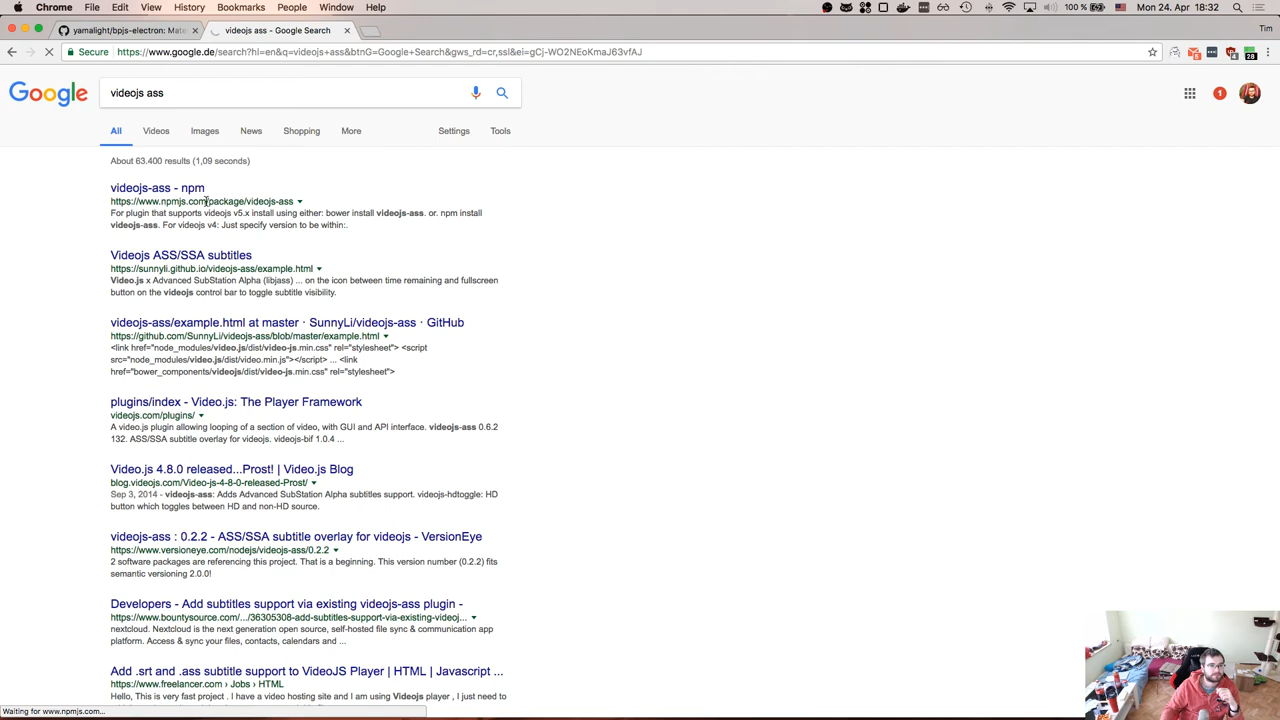 Chrome File Edit View History Bookmarks People Window Help 100% Mon 24. Apr 18:32
yamalight/bpjs-electron: Mate videojs ass - Google Search Tim
Secure https://www.google.de/search?hl=en&q=videojs+ass&btnG=Google+Search&gws_rd=cr,ssl&ei=gCj-WO2NEoKmaJ63vfAJ
5 4 28
Google videojs ass 1
All Videos Images News Shopping More Settings Tools
About 63.400 results (1,09 seconds)
videojs-ass - npm
https://www.npmjs.com/package/videojs-ass
For plugin that supports videojs v5.x install using either: bower install videojs-ass. or. npm install
videojs-ass. For videojs v4: Just specify version to be within:.
Videojs ASS/SSA subtitles
https://sunnyli.github.io/videojs-ass/example.html
Video.js x Advanced SubStation Alpha (libjass) ... on the icon between time remaining and fullscreen
button on the videojs control bar to toggle subtitle visibility.
videojs-ass/example.html at master · SunnyLi/videojs-ass · GitHub
https://github.com/SunnyLi/videojs-ass/blob/master/example.html
<link href="node_modules/video.js/dist/video-js.min.css" rel="stylesheet"> <script
src="node_modules/video.js/dist/video.min.js"></script> ... <link
href="bower_components/videojs/dist/video-js.min.css" rel="stylesheet">
plugins/index - Video.js: The Player Framework
videojs.com/plugins/
A video.js plugin allowing looping of a section of video, with GUI and API interface. videojs-ass 0.6.2
132. ASS/SSA subtitle overlay for videojs. videojs-bif 1.0.4 ...
Video.js 4.8.0 released...Prost! | Video.js Blog
blog.videojs.com/Video-js-4-8-0-released-Prost/
Sep 3, 2014 - videojs-ass: Adds Advanced SubStation Alpha subtitles support. videojs-hdtoggle: HD
button which toggles between HD and non-HD source.
videojs-ass : 0.2.2 - ASS/SSA subtitle overlay for videojs - VersionEye
https://www.versioneye.com/nodejs/videojs-ass/0.2.2
2 software packages are referencing this project. That is a beginning. This version number (0.2.2) fits
semantic versioning 2.0.0!
Developers - Add subtitles support via existing videojs-ass plugin -
https://www.bountysource.com/.../36305308-add-subtitles-support-via-existing-videoj...
nextcloud. Nextcloud is the next generation open source, self-hosted file sync & communication app
platform. Access & sync your files, contacts, calendars and ...
Add .srt and .ass subtitle support to VideoJS Player | HTML | Javascript ...
https://www.freelancer.com › Jobs › HTML
Hello, This is very fast project . I have a video hosting site and I am using Videojs player , I just need to
Waiting for www.npmjs.com...